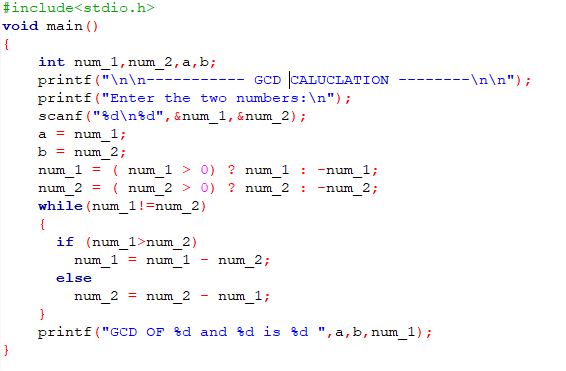 #include<stdio.h>
void main()
{
int num_1,num_2,a,b;
printf("\n\n----------- GCD CALUCLATION --------\n\n");
printf("Enter the two numbers:\n");
scanf("%d\n%d",&num_1,&num_2);
a = num_1;
b = num_2;
num_1 = ( num_1 > 0) ? num_1 : -num_1;
num_2 = ( num_2 > 0) ? num_2 : -num_2;
while(num_1!=num_2)
{
if (num_1>num_2)
num_1 = num_1 - num_2;
else
num_2 = num_2 - num_1;
}
printf("GCD OF %d and %d is %d ",a,b,num_1);
}